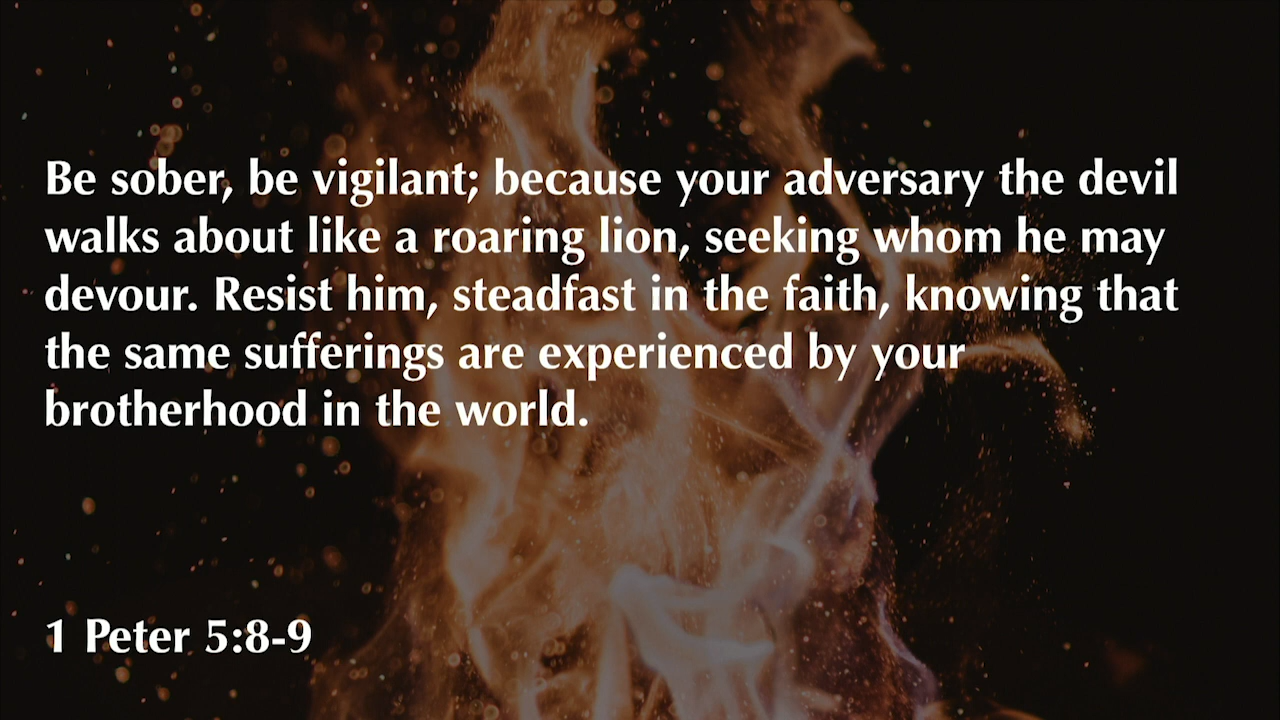 Be sober, be vigilant; because your adversary the devil
walks about like a roaring lion, seeking whom he may
devour. Resist him, steadfast in the faith, knowing that
the same sufferings are experienced by your
brotherhood in the world.
1 Peter 5:8-9